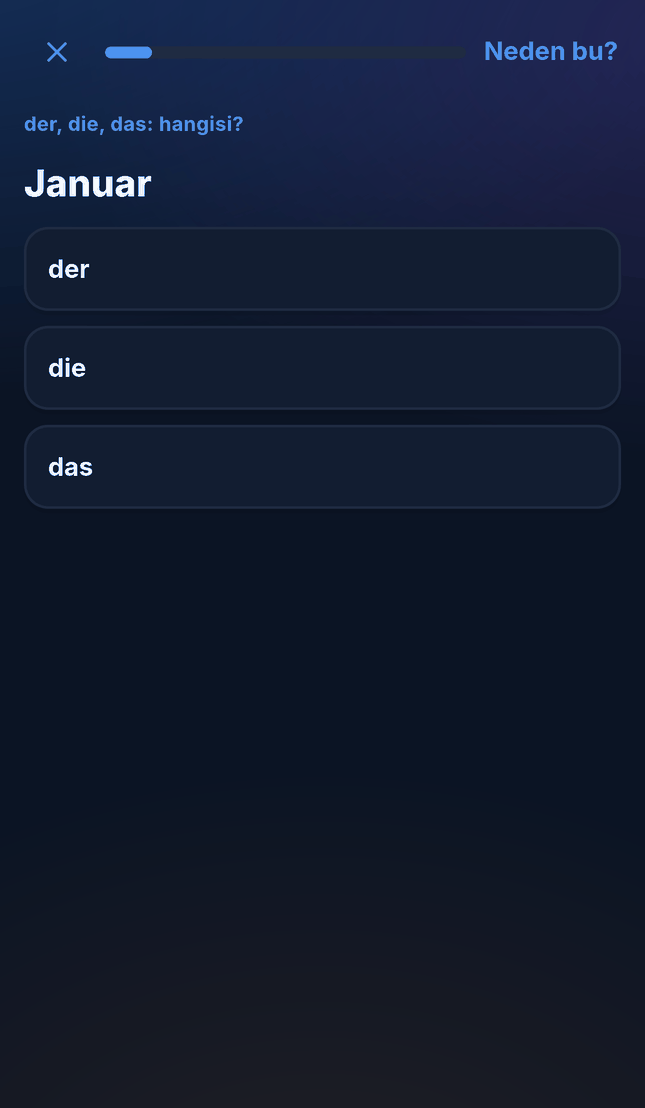 Neden bu?
der, die, das: hangisi?
Januar
der
die
das